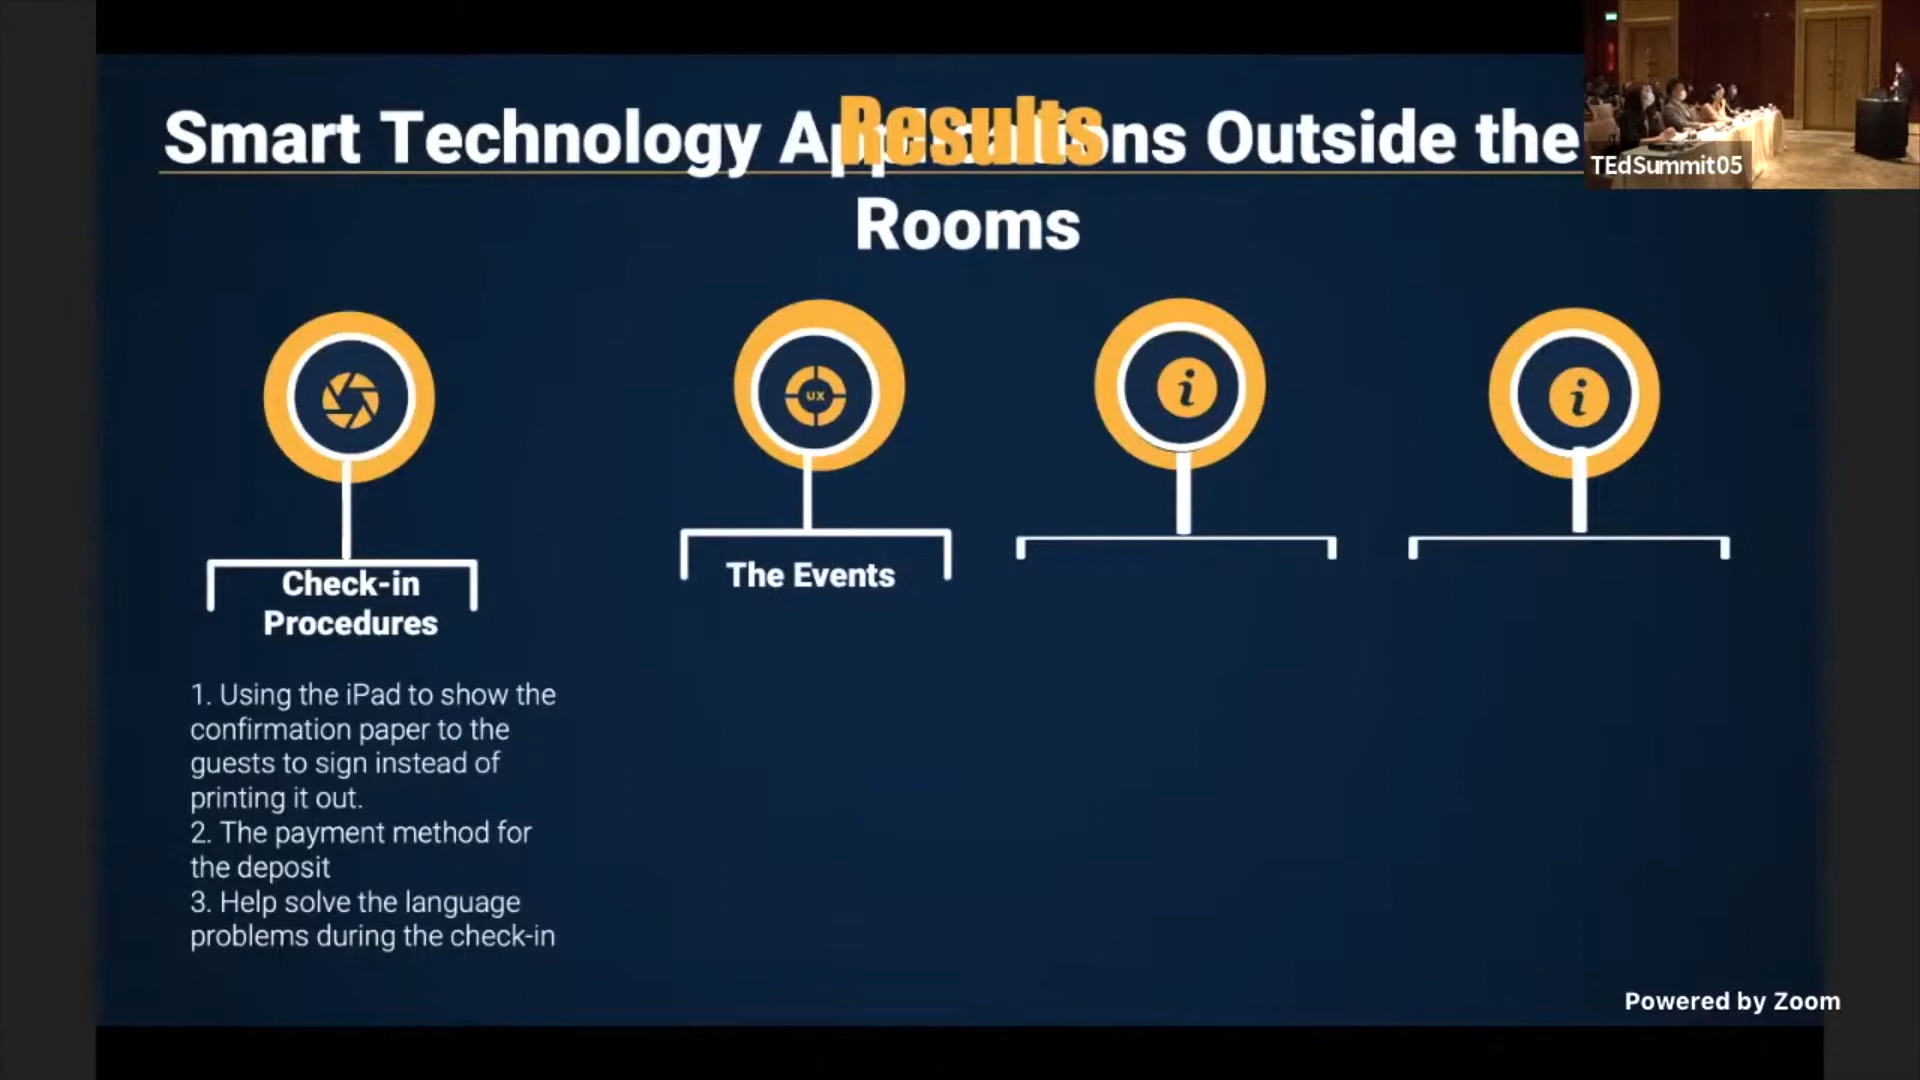 Results
Smart Technology Applications Outside the
Rooms
TEdSummit05
UX
i
i
Check-in
Procedures
The Events
1. Using the iPad to show the
confirmation paper to the
guests to sign instead of
printing it out.
2. The payment method for
the deposit
3. Help solve the language
problems during the check-in
Powered by Zoom